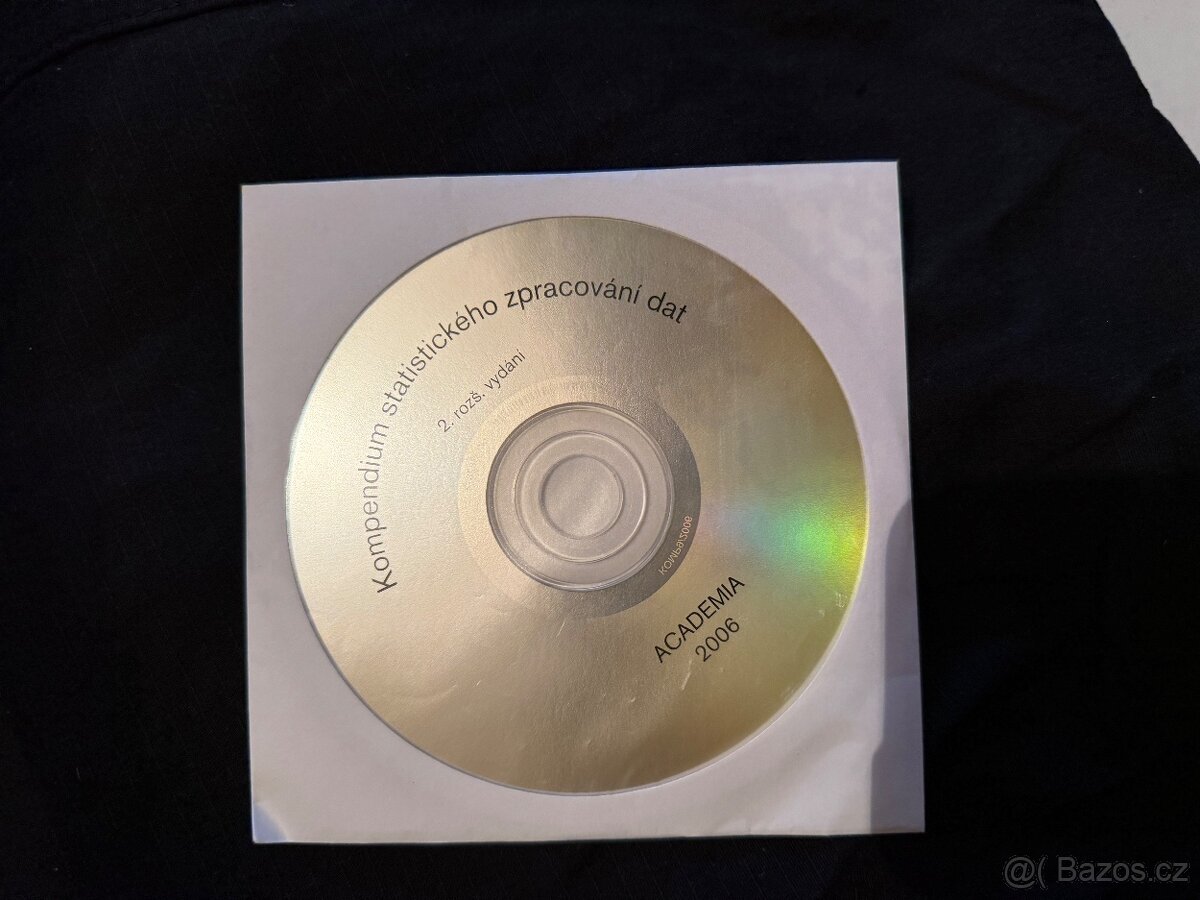 Kompendium statistického zpracování dat
2. rozš. vydání
ACADEMIA
2006
@( Bazos.cz